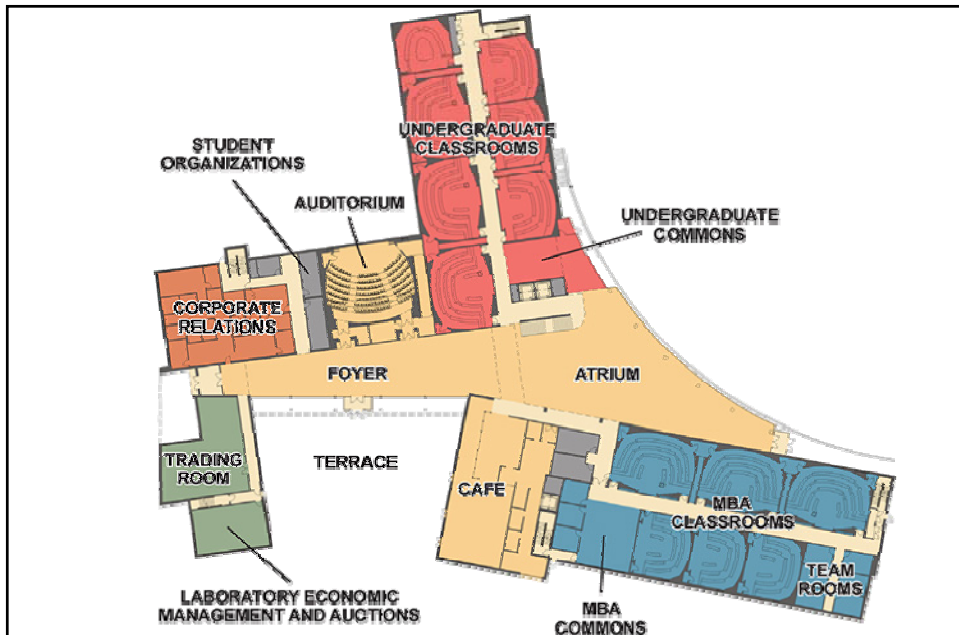 UNDERGRADUATE
CLASSROOMS
STUDENT
ORGANIZATIONS
AUDITORIUM
UNDERGRADUATE
COMMONS
CORPORATE
RELATIONS
FOYER
ATRIUM
TRADING
ROOM
TERRACE
CAFE
MBA
CLASSROOMS
TEAM
ROOMS
LABORATORY ECONOMIC
MANAGEMENT AND AUCTIONS
MBA
COMMONS